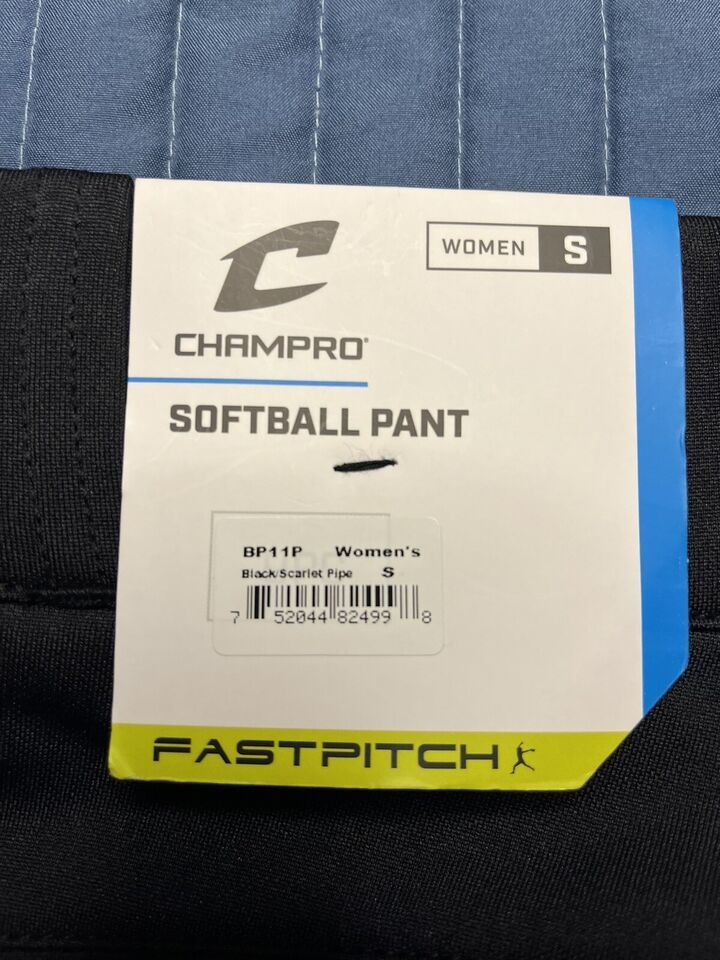 WOMEN S
CHAMPRO®
SOFTBALL PANT
BP11P Women's
Black/Scarlet Pipe S
7 52044 82499 8
FASTPITCH